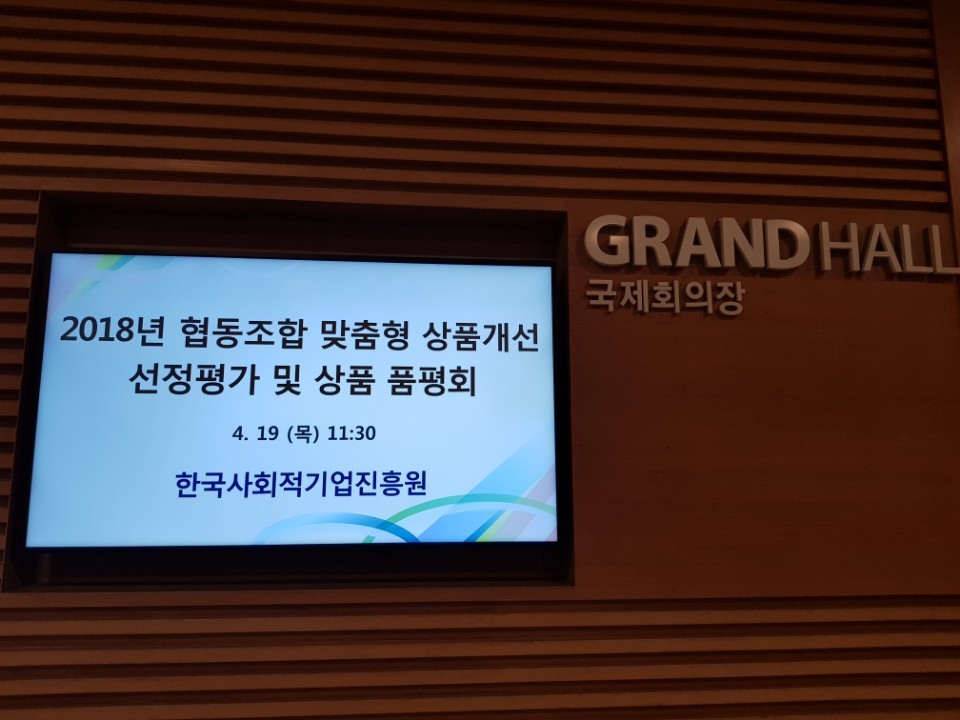 2018년 협동조합 맞춤형 상품개선
선정평가 및 상품 품평회
4. 19 (목) 11:30
한국사회적기업진흥원
GRAND HALL
국제회의장